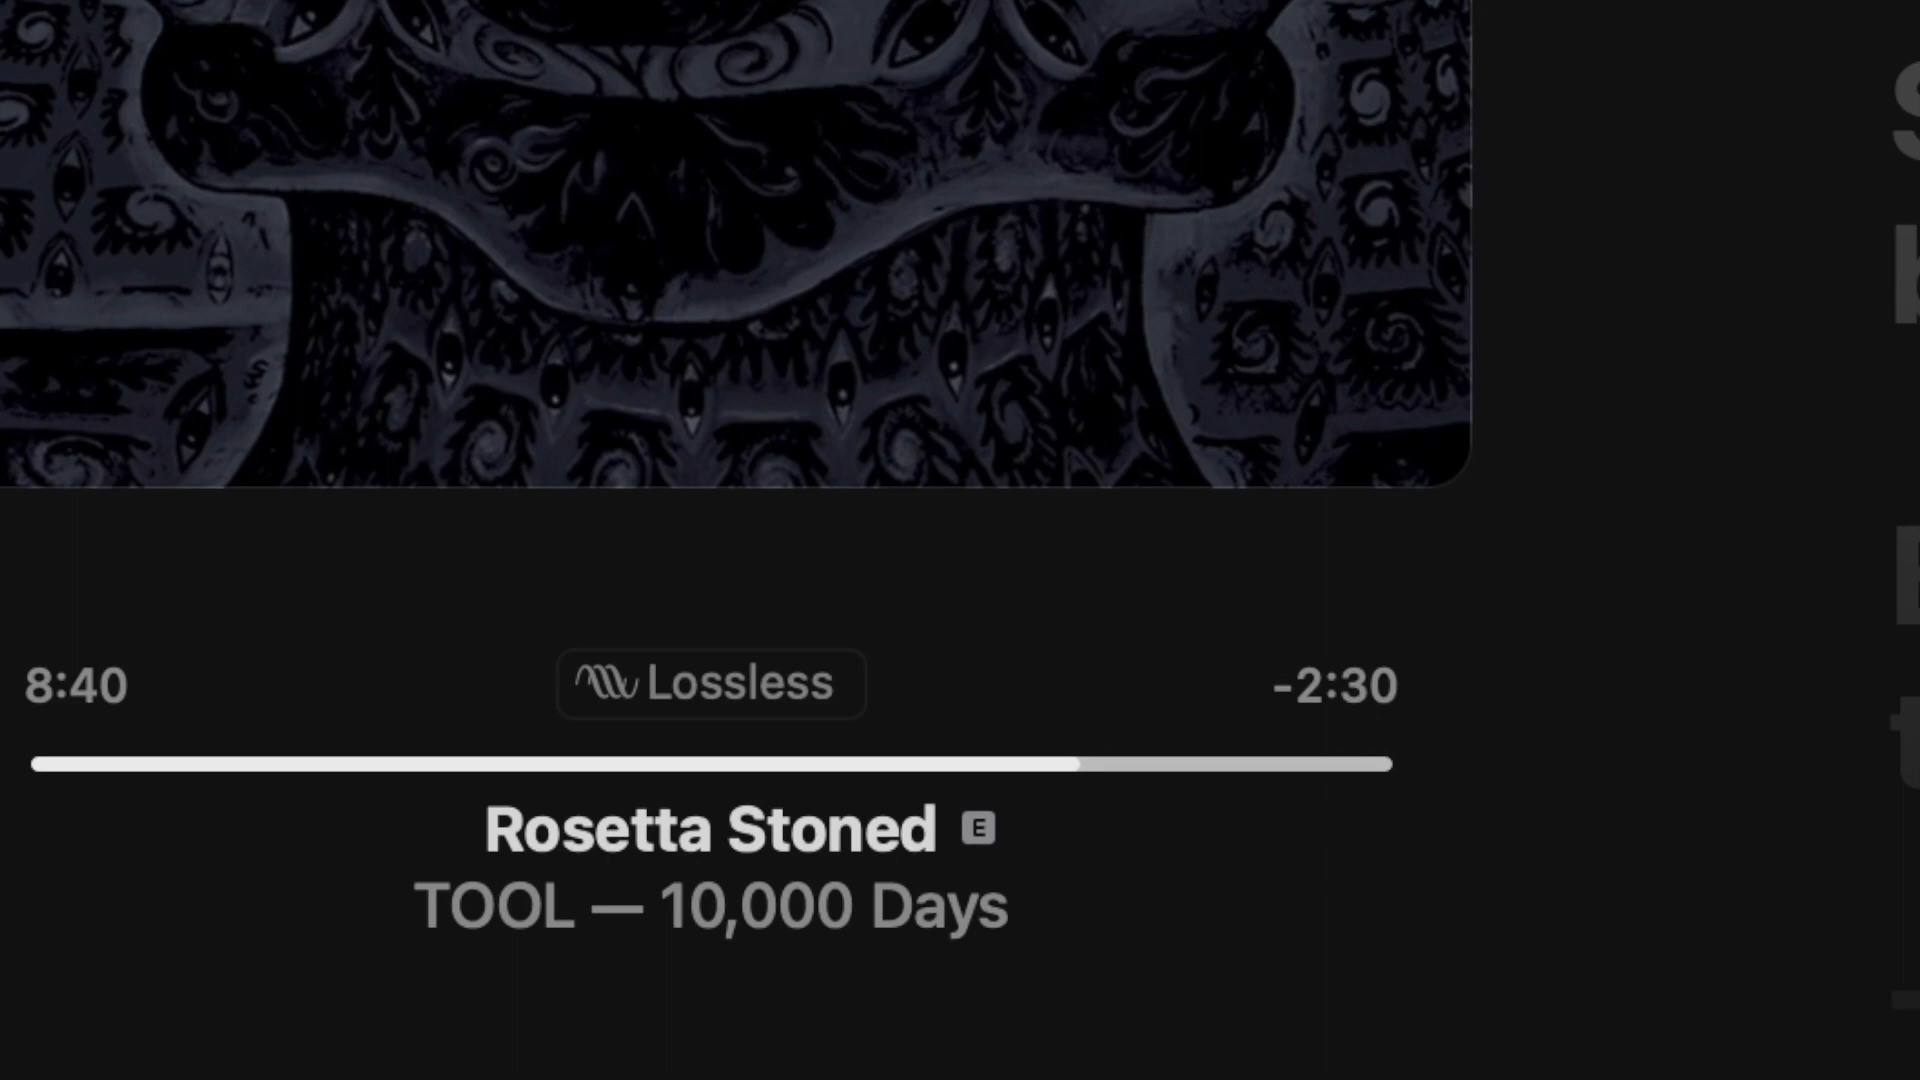 8:40
Lossless
-2:30
Rosetta Stoned E
TOOL — 10,000 Days